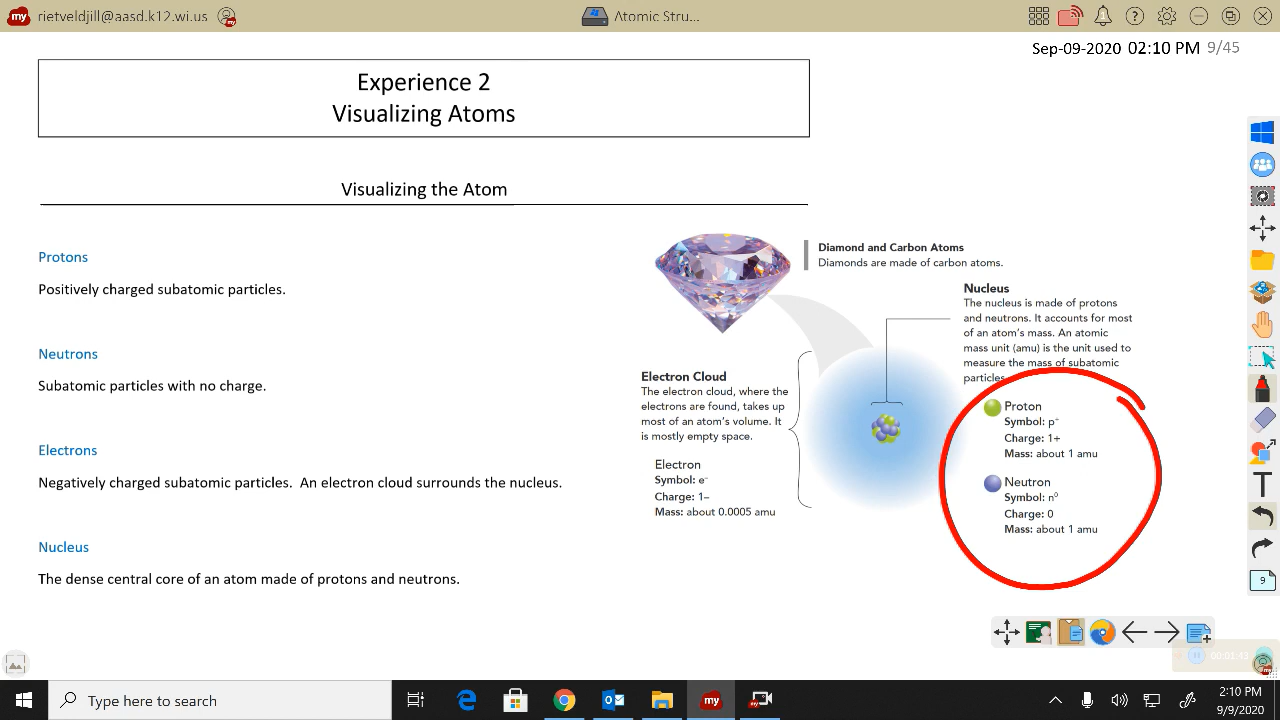 rietveldjill@aasd.k12.wi.us
Atomic Stru...
Sep-09-2020 02:10 PM 9/45
Experience 2
Visualizing Atoms
Visualizing the Atom
Protons
Positively charged subatomic particles.
Neutrons
Subatomic particles with no charge.
Electrons
Negatively charged subatomic particles.  An electron cloud surrounds the nucleus.
Nucleus
The dense central core of an atom made of protons and neutrons.
Diamond and Carbon Atoms
Diamonds are made of carbon atoms.
Nucleus
The nucleus is made of protons
and neutrons. It accounts for most
of an atom's mass. An atomic
mass unit (amu) is the unit used to
measure the mass of subatomic
particles.
Electron Cloud
The electron cloud, where the
electrons are found, takes up
most of an atom's volume. It
is mostly empty space.
Electron
Symbol: e⁻
Charge: 1–
Mass: about 0.0005 amu
Proton
Symbol: p⁺
Charge: 1+
Mass: about 1 amu
Neutron
Symbol: n⁰
Charge: 0
Mass: about 1 amu
9
00:01:43
Type here to search
my
2:10 PM
9/9/2020